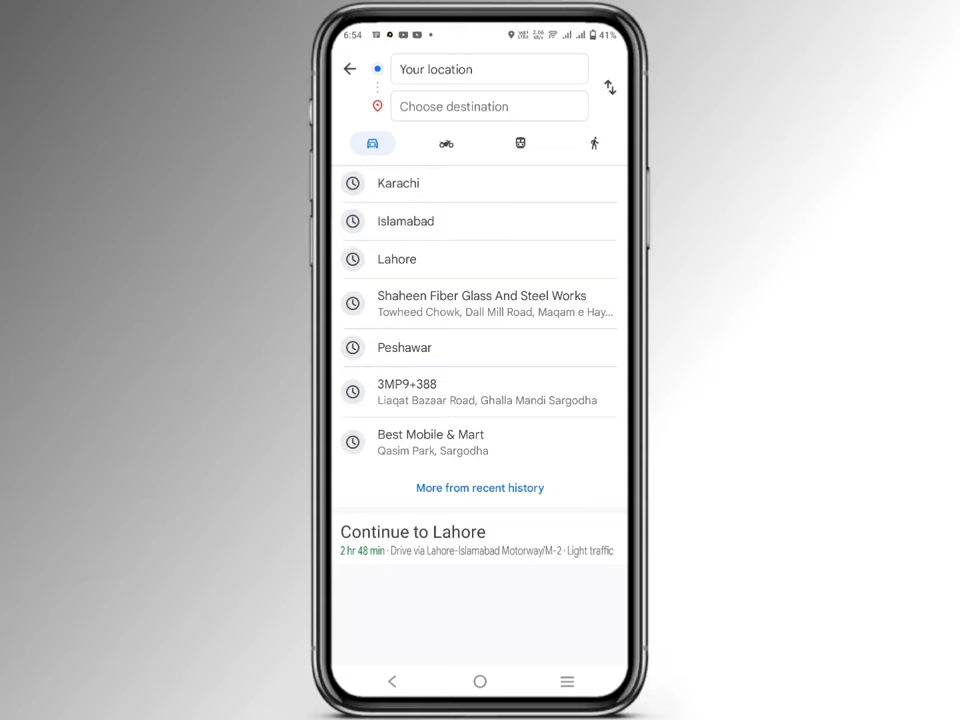 6:54
41%
Your location
Choose destination
Karachi
Islamabad
Lahore
Shaheen Fiber Glass And Steel Works
Towheed Chowk, Dall Mill Road, Maqam e Hay...
Peshawar
3MP9+388
Liaqat Bazaar Road, Ghalla Mandi Sargodha
Best Mobile & Mart
Qasim Park, Sargodha
More from recent history
Continue to Lahore
2 hr 48 min · Drive via Lahore-Islamabad Motorway/M-2 · Light traffic